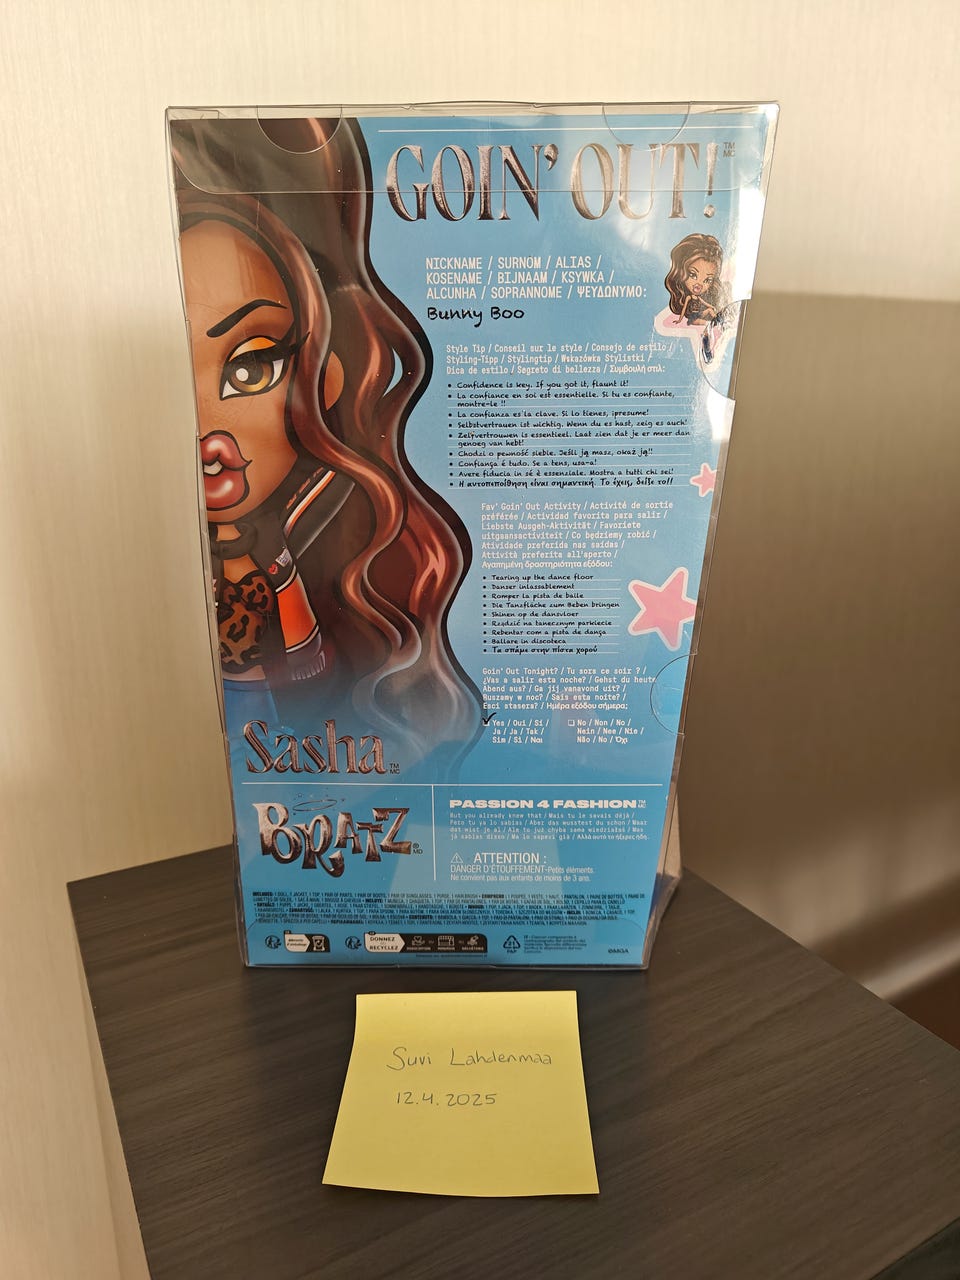 GOIN' OUT! TM MC
NICKNAME / SURNOM / ALIAS /
KOSENAME / BIJNAAM / KSYWKA /
ALCUNHA / SOPRANNOME / ΨΕΥΔΩΝΥΜΟ:
Bunny Boo
Style Tip / Conseil sur le style / Consejo de estilo /
Styling-Tipp / Stylingtip / Wskazówka Stylistki /
Dica de estilo / Segreto di bellezza / Συμβουλή στιλ:
• Confidence is key. If you got it, flaunt it!
• La confiance en soi est essentielle. Si tu es confiante,
montre-le !!
• La confianza es la clave. Si lo tienes, ¡presume!
• Selbstvertrauen ist wichtig. Wenn du es hast, zeig es auch!
• Zelfvertrouwen is essentieel. Laat zien dat je er meer dan
genoeg van hebt!
• Chodzi o pewność siebie. Jeśli ją masz, okaż ją!!
• Confiança é tudo. Se a tens, usa-a!
• Avere fiducia in sé è essenziale. Mostra a tutti chi sei!
• Η αυτοπεποίθηση είναι σημαντική. Το έχεις, δείξε το!!
Fav' Goin' Out Activity / Activité de sortie
préférée / Actividad favorita para salir /
Liebste Ausgeh-Aktivität / Favoriete
uitgaansactiviteit / Co będziemy robić /
Atividade preferida nas saídas /
Attività preferita all'aperto /
Αγαπημένη δραστηριότητα εξόδου:
• Tearing up the dance floor
• Danser inlassablement
• Romper la pista de baile
• Die Tanzfläche zum Beben bringen
• Shinen op de dansvloer
• Rządzić na tanecznym parkiecie
• Rebentar com a pista de dança
• Ballare in discoteca
• Τα σπάμε στην πίστα χορού
Goin' Out Tonight? / Tu sors ce soir ? /
¿Vas a salir esta noche? / Gehst du heute
Abend aus? / Ga jij vanavond uit? /
Ruszamy w noc? / Sais esta noite? /
Esci stasera? / Ημέρα εξόδου σήμερα;
Yes / Oui / Sí /
Ja / Ja / Tak /
Sim / Sì / Ναι
No / Non / No /
Nein / Nee / Nie /
Não / No / Όχι
Sasha TM MC
BRATZ ® MD
PASSION 4 FASHION TM MC
But you already knew that / Mais tu le savais déjà /
Pero tú ya lo sabías / Aber das wusstest du schon / Maar
dat wist je al / Ale to już chyba sama wiedziałaś / Mas
já sabias disso / Ma lo sapevi già / Αλλά αυτό το ήξερες ήδη.
ATTENTION :
DANGER D'ÉTOUFFEMENT-Petits éléments.
Ne convient pas aux enfants de moins de 3 ans.
DONNEZ
RECYCLEZ
PAP
©MGA
Suvi Lahdenmaa
12.4.2025